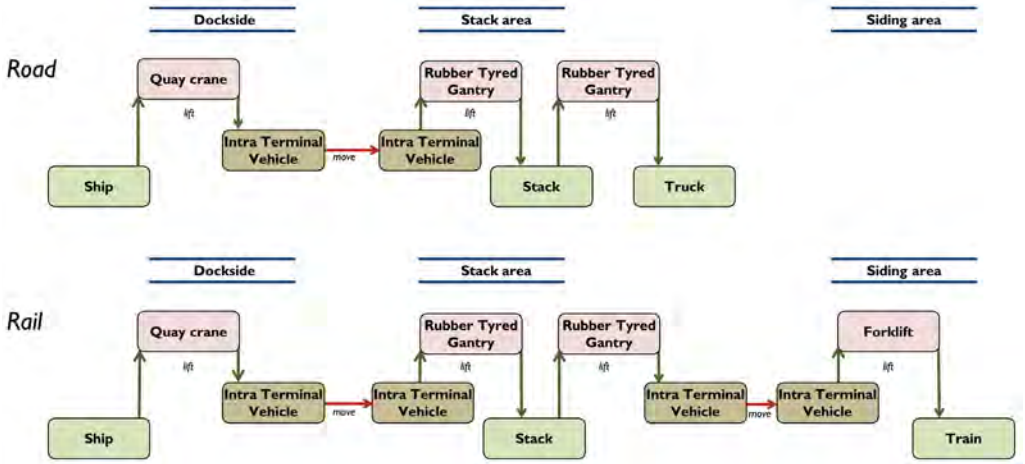 Dockside
Stack area
Siding area
Road
Quay crane
Rubber Tyred
Gantry
Rubber Tyred
Gantry
lift
lift
lift
Intra Terminal
Vehicle
move
Intra Terminal
Vehicle
Ship
Stack
Truck
Dockside
Stack area
Siding area
Rail
Quay crane
Rubber Tyred
Gantry
Rubber Tyred
Gantry
Forklift
lift
lift
lift
lift
Intra Terminal
Vehicle
move
Intra Terminal
Vehicle
Intra Terminal
Vehicle
move
Intra Terminal
Vehicle
Ship
Stack
Train